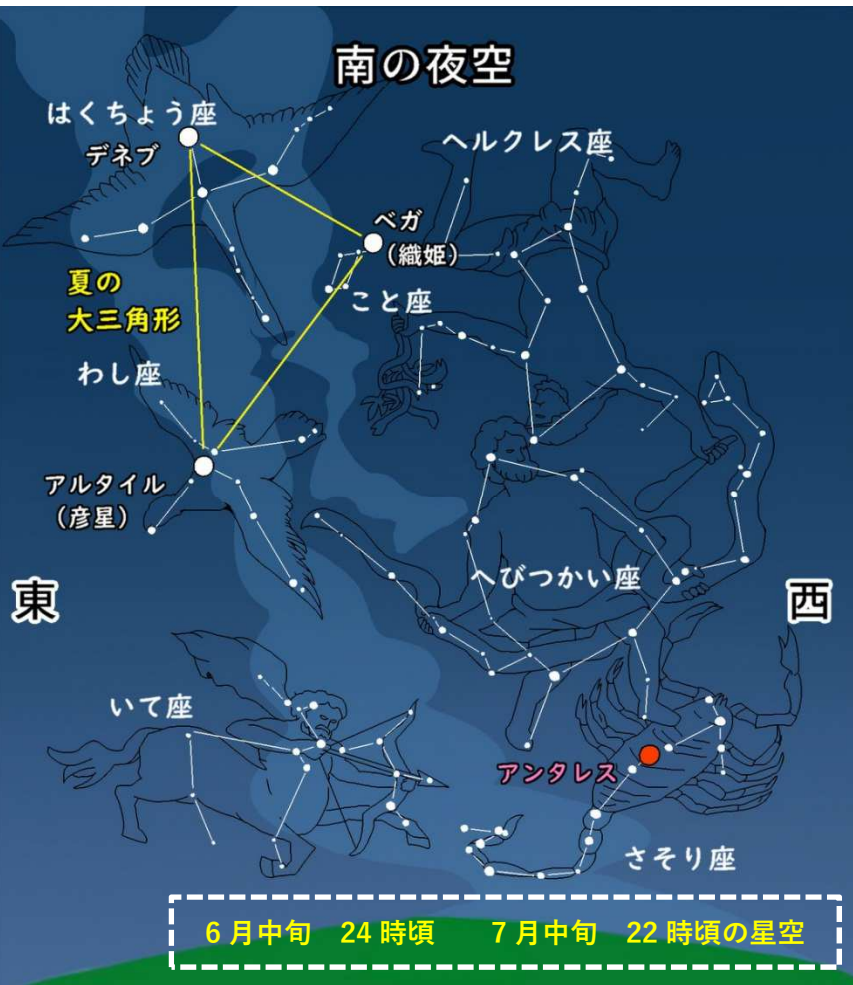 南の夜空
はくちょう座
デネブ
ヘルクレス座
ベガ
（織姫）
夏の
大三角形
こと座
わし座
アルタイル
（彦星）
東
へびつかい座
西
いて座
アンタレス
さそり座
6月中旬　24時頃　　7月中旬　22時頃の星空